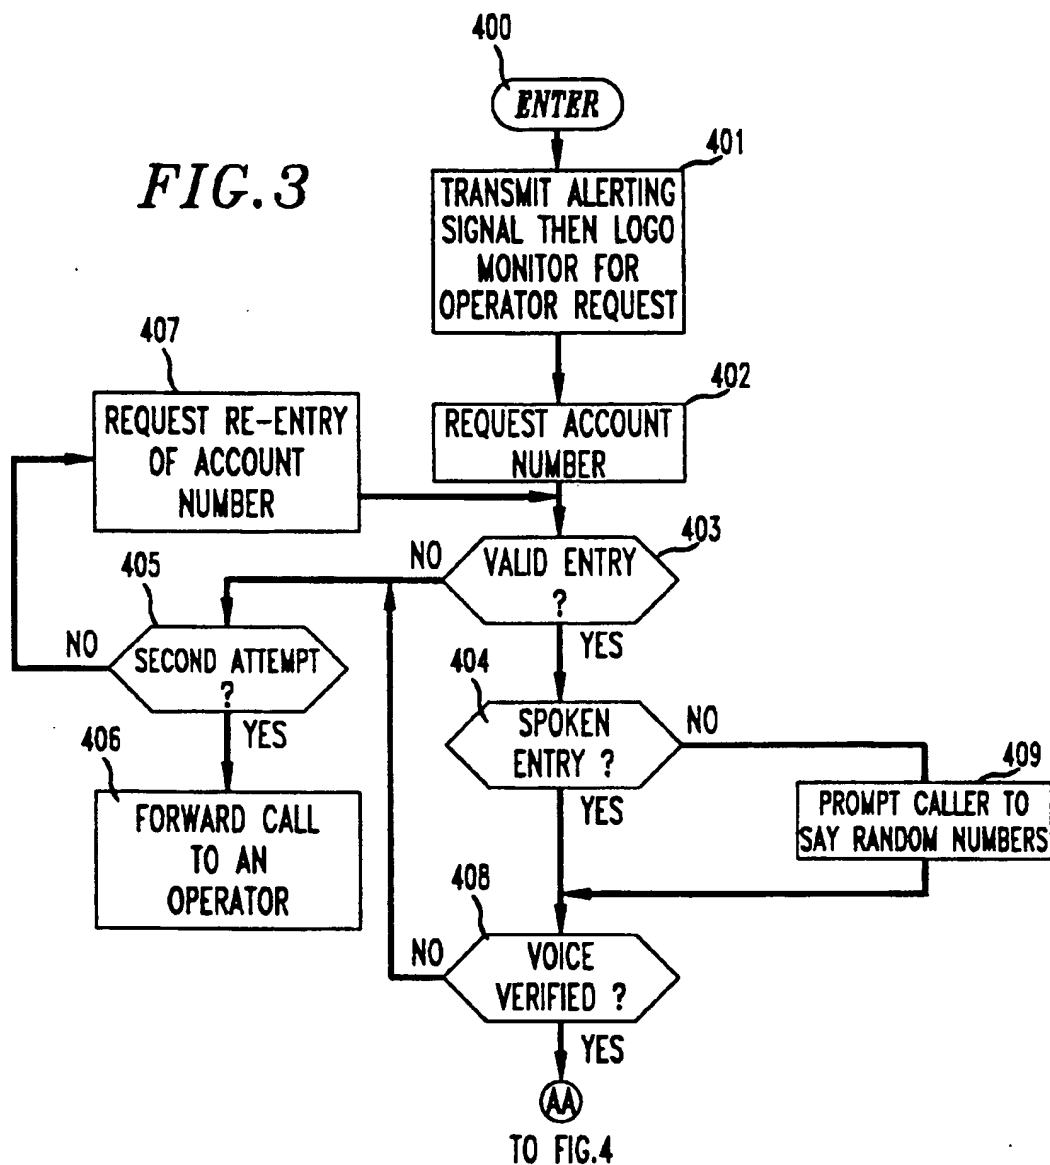 400
ENTER
FIG.3
401
TRANSMIT ALERTING
SIGNAL THEN LOGO
MONITOR FOR
OPERATOR REQUEST
407
REQUEST RE-ENTRY
OF ACCOUNT
NUMBER
402
REQUEST ACCOUNT
NUMBER
403
VALID ENTRY
?
NO
YES
405
SECOND ATTEMPT
?
NO
YES
404
SPOKEN
ENTRY ?
NO
YES
406
FORWARD CALL
TO AN
OPERATOR
409
PROMPT CALLER TO
SAY RANDOM NUMBERS
408
VOICE
VERIFIED ?
NO
YES
AA
TO FIG.4